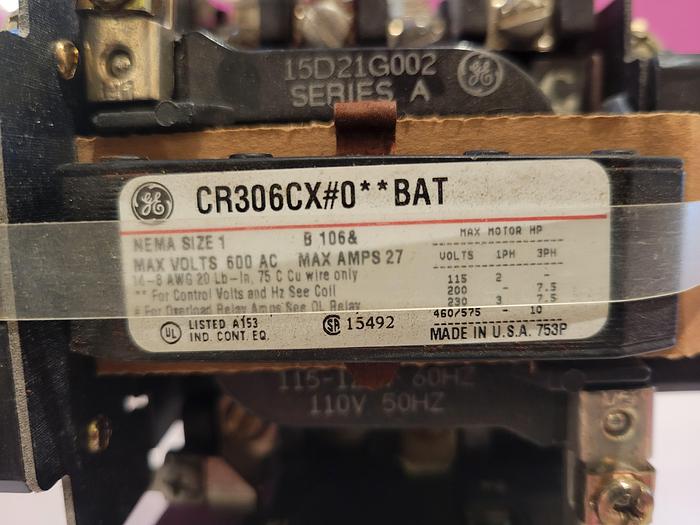 15D21G002
SERIES A GE
GE CR306CX#0**BAT
NEMA SIZE 1 B 106&
MAX VOLTS 600 AC MAX AMPS 27
14-8 AWG 20 Lb-In, 75 C Cu wire only
** For Control Volts and Hz See Coil
# For Overload Relay Amps See OL Relay
UL LISTED A153
IND. CONT. EQ.
SA 15492
MAX MOTOR HP
VOLTS 1PH 3PH
115 2 -
200 - 7.5
230 3 7.5
460/575 - 10
MADE IN U.S.A. 753P
60HZ
110V 50HZ